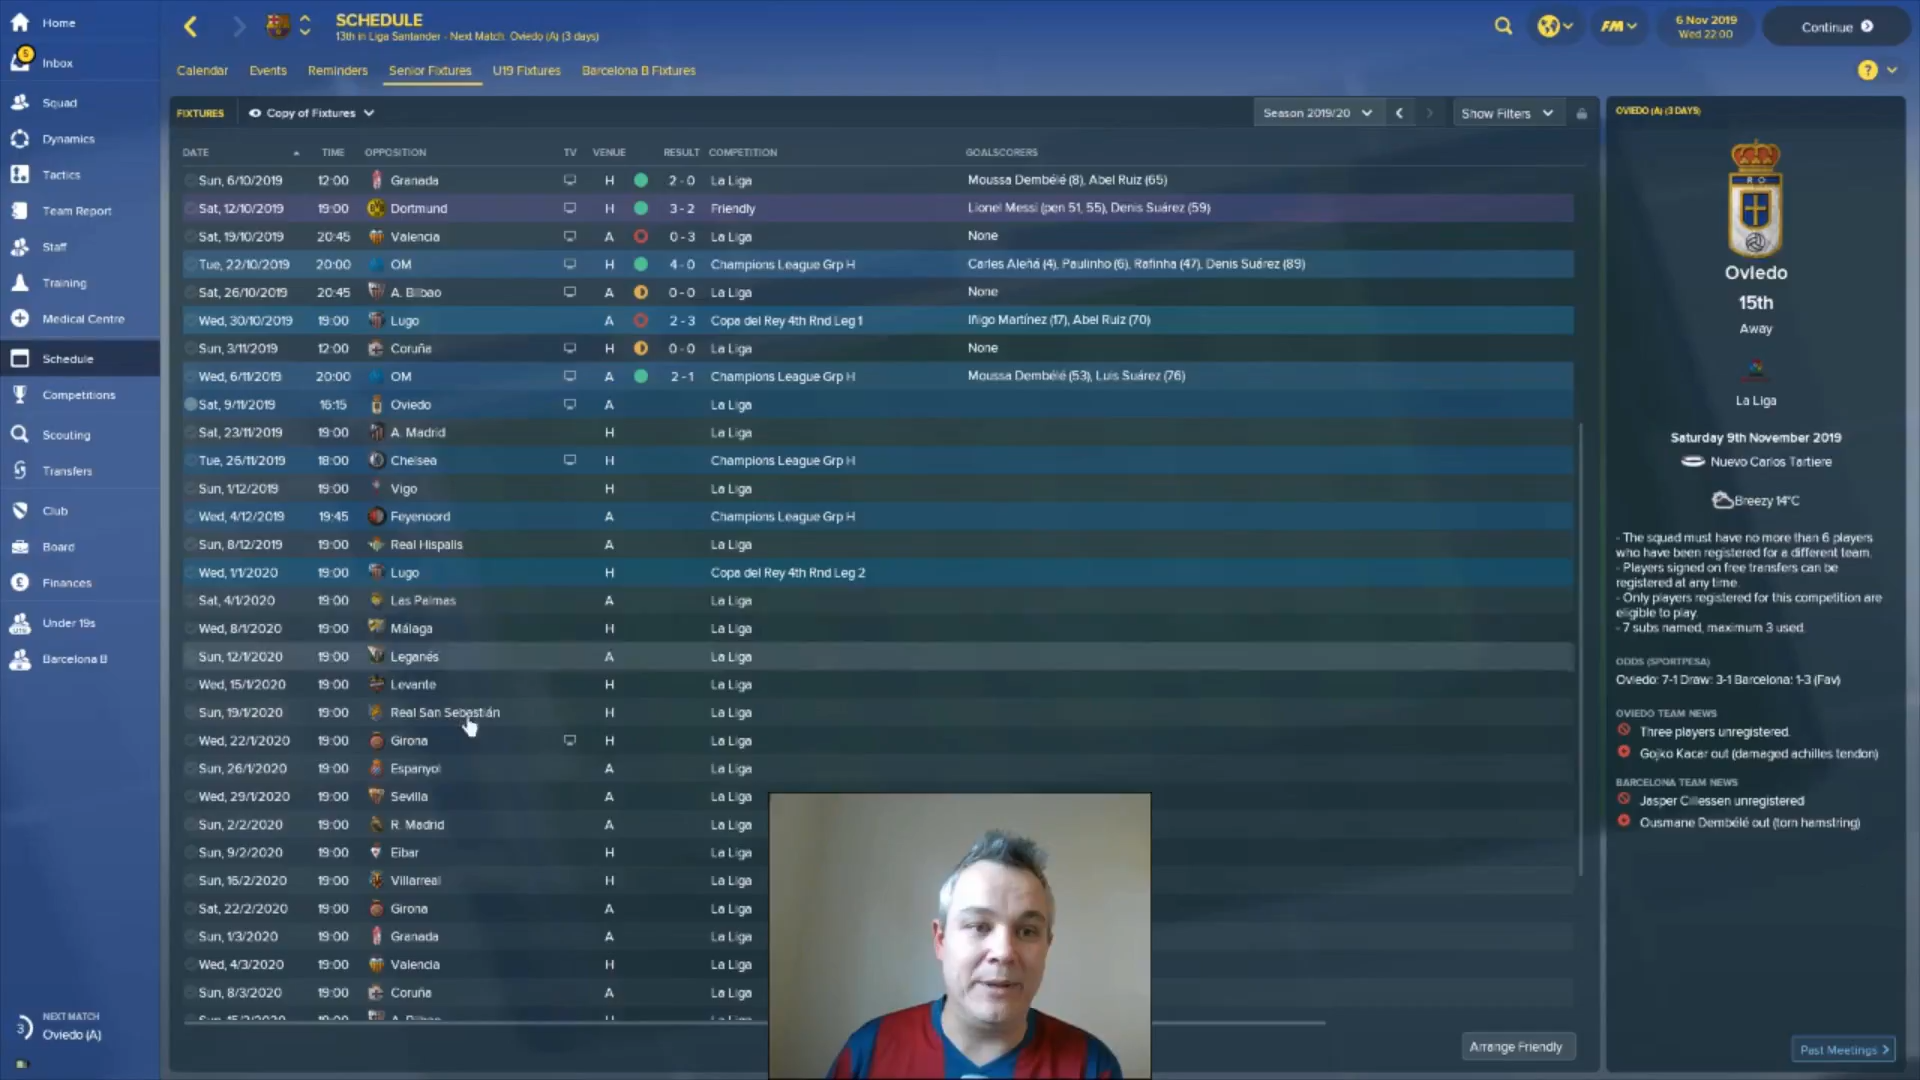 Home
5
Inbox
Squad
Dynamics
Tactics
Team Report
Staff
Training
Medical Centre
Schedule
Competitions
Scouting
Transfers
Club
Board
Finances
Under 19s
Barcelona B
3
NEXT MATCH
Oviedo (A)
SCHEDULE
13th in Liga Santander - Next Match: Oviedo (A) (3 days)
FM
6 Nov 2019
Wed 22:00
Continue
Calendar Events Reminders Senior Fixtures U19 Fixtures Barcelona B Fixtures
?
FIXTURES Copy of Fixtures Season 2019/20 Show Filters
DATE TIME OPPOSITION TV VENUE RESULT COMPETITION GOALSCORERS
Sun, 6/10/2019 12:00 Granada H 2 - 0 La Liga Moussa Dembélé (8), Abel Ruiz (65)
Sat, 12/10/2019 19:00 Dortmund H 3 - 2 Friendly Lionel Messi (pen 51, 55), Denis Suárez (59)
Sat, 19/10/2019 20:45 Valencia A 0 - 3 La Liga None
Tue, 22/10/2019 20:00 OM H 4 - 0 Champions League Grp H Carles Aleñá (4), Paulinho (6), Rafinha (47), Denis Suárez (89)
Sat, 26/10/2019 20:45 A. Bilbao A 0 - 0 La Liga None
Wed, 30/10/2019 19:00 Lugo A 2 - 3 Copa del Rey 4th Rnd Leg 1 Iñigo Martínez (17), Abel Ruiz (70)
Sun, 3/11/2019 12:00 Coruña H 0 - 0 La Liga None
Wed, 6/11/2019 20:00 OM A 2 - 1 Champions League Grp H Moussa Dembélé (53), Luis Suárez (76)
Sat, 9/11/2019 16:15 Oviedo A La Liga
Sat, 23/11/2019 19:00 A. Madrid H La Liga
Tue, 26/11/2019 18:00 Chelsea H Champions League Grp H
Sun, 1/12/2019 19:00 Vigo H La Liga
Wed, 4/12/2019 19:45 Feyenoord A Champions League Grp H
Sun, 8/12/2019 19:00 Real Hispalis A La Liga
Wed, 1/1/2020 19:00 Lugo H Copa del Rey 4th Rnd Leg 2
Sat, 4/1/2020 19:00 Las Palmas A La Liga
Wed, 8/1/2020 19:00 Málaga H La Liga
Sun, 12/1/2020 19:00 Leganés A La Liga
Wed, 15/1/2020 19:00 Levante H La Liga
Sun, 19/1/2020 19:00 Real San Sebastián H La Liga
Wed, 22/1/2020 19:00 Girona H La Liga
Sun, 26/1/2020 19:00 Espanyol A La Liga
Wed, 29/1/2020 19:00 Sevilla A La Liga
Sun, 2/2/2020 19:00 R. Madrid A La Liga
Sun, 9/2/2020 19:00 Eibar H La Liga
Sun, 16/2/2020 19:00 Villarreal H La Liga
Sat, 22/2/2020 19:00 Girona A La Liga
Sun, 1/3/2020 19:00 Granada A La Liga
Wed, 4/3/2020 19:00 Valencia H La Liga
Sun, 8/3/2020 19:00 Coruña A La Liga
Arrange Friendly
OVIEDO (A) (3 DAYS)
Oviedo
15th
Away
La Liga
Saturday 9th November 2019
Nuevo Carlos Tartiere
Breezy 14°C
- The squad must have no more than 6 players
who have been registered for a different team.
- Players signed on free transfers can be
registered at any time.
- Only players registered for this competition are
eligible to play.
- 7 subs named, maximum 3 used.
ODDS (SPORTPESA)
Oviedo: 7-1 Draw: 3-1 Barcelona: 1-3 (Fav)
OVIEDO TEAM NEWS
Three players unregistered.
Gojko Kacar out (damaged achilles tendon)
BARCELONA TEAM NEWS
Jasper Cillessen unregistered
Ousmane Dembélé out (torn hamstring)
Past Meetings